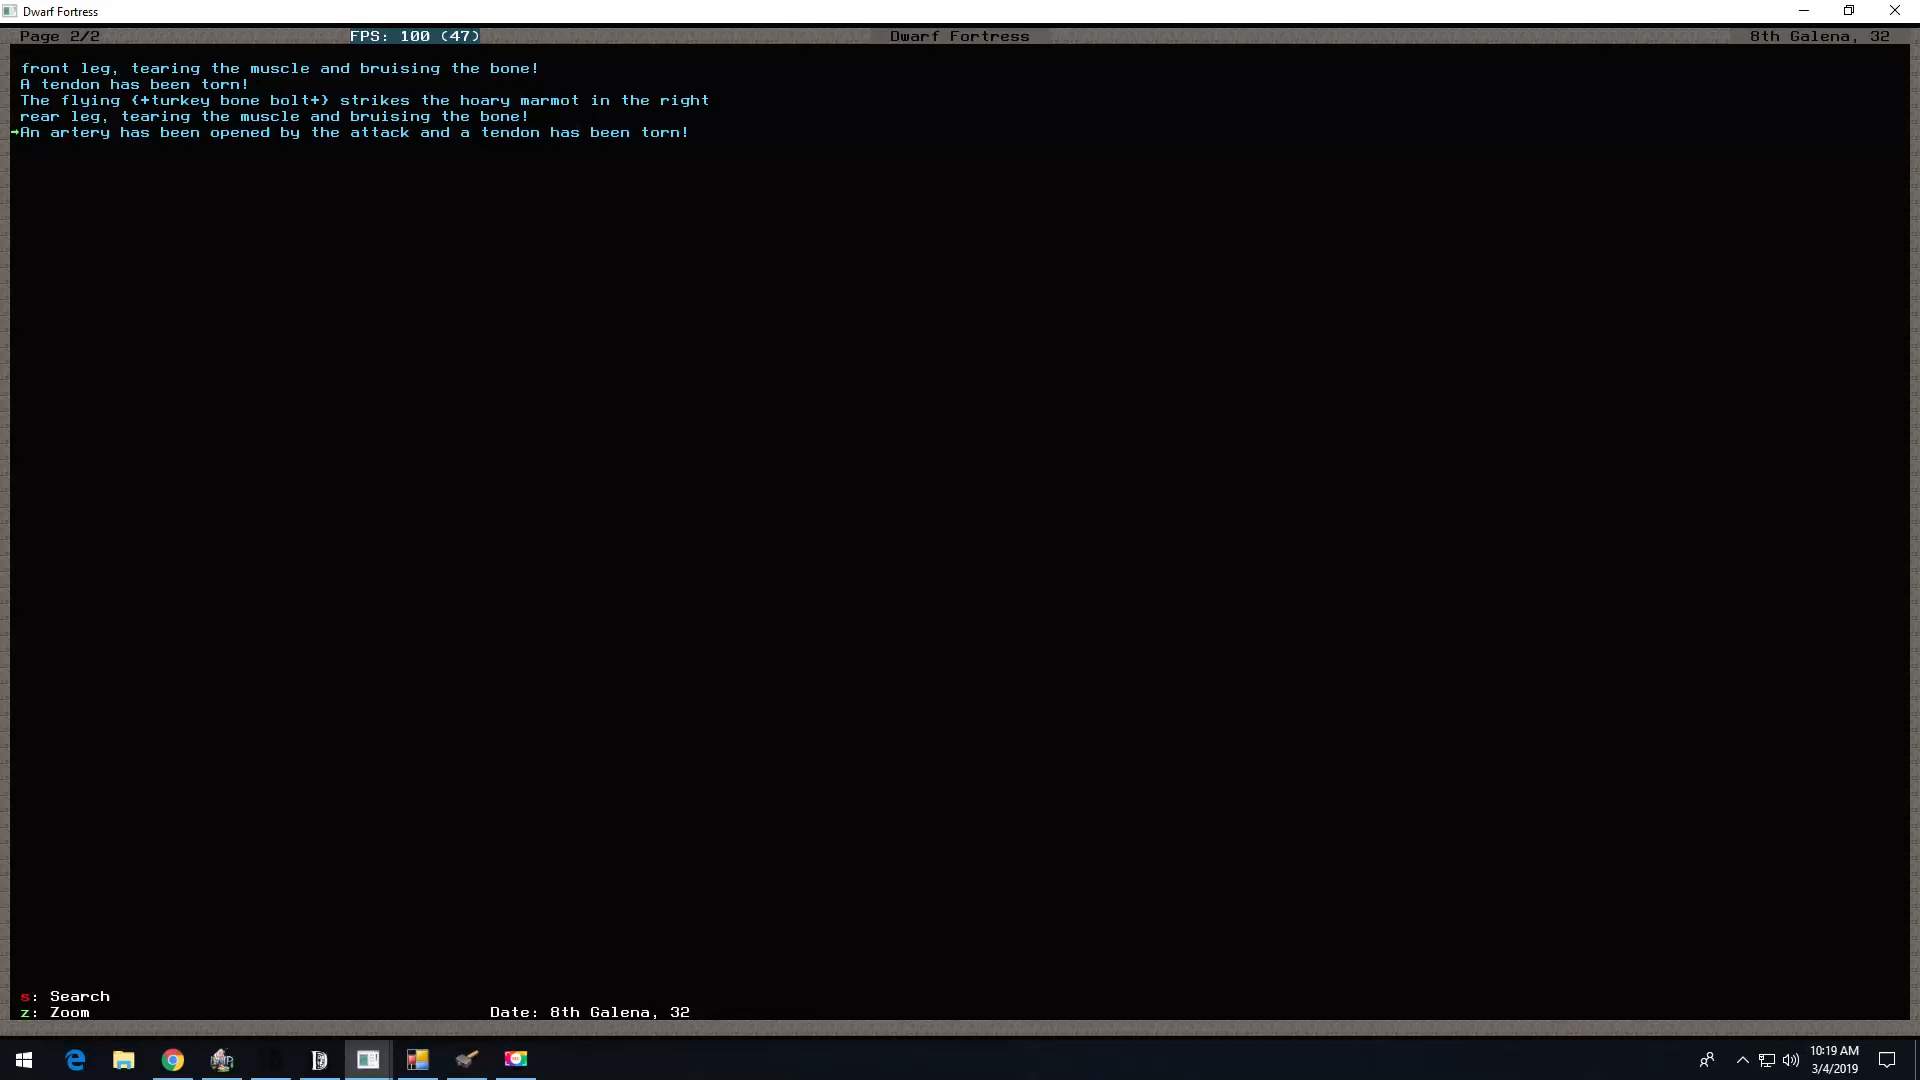 Dwarf Fortress
Page 2/2 FPS: 100 (47) Dwarf Fortress 8th Galena, 32
front leg, tearing the muscle and bruising the bone!
A tendon has been torn!
The flying {+turkey bone bolt+} strikes the hoary marmot in the right
rear leg, tearing the muscle and bruising the bone!
An artery has been opened by the attack and a tendon has been torn!
s: Search
z: Zoom Date: 8th Galena, 32
10:19 AM
3/4/2019